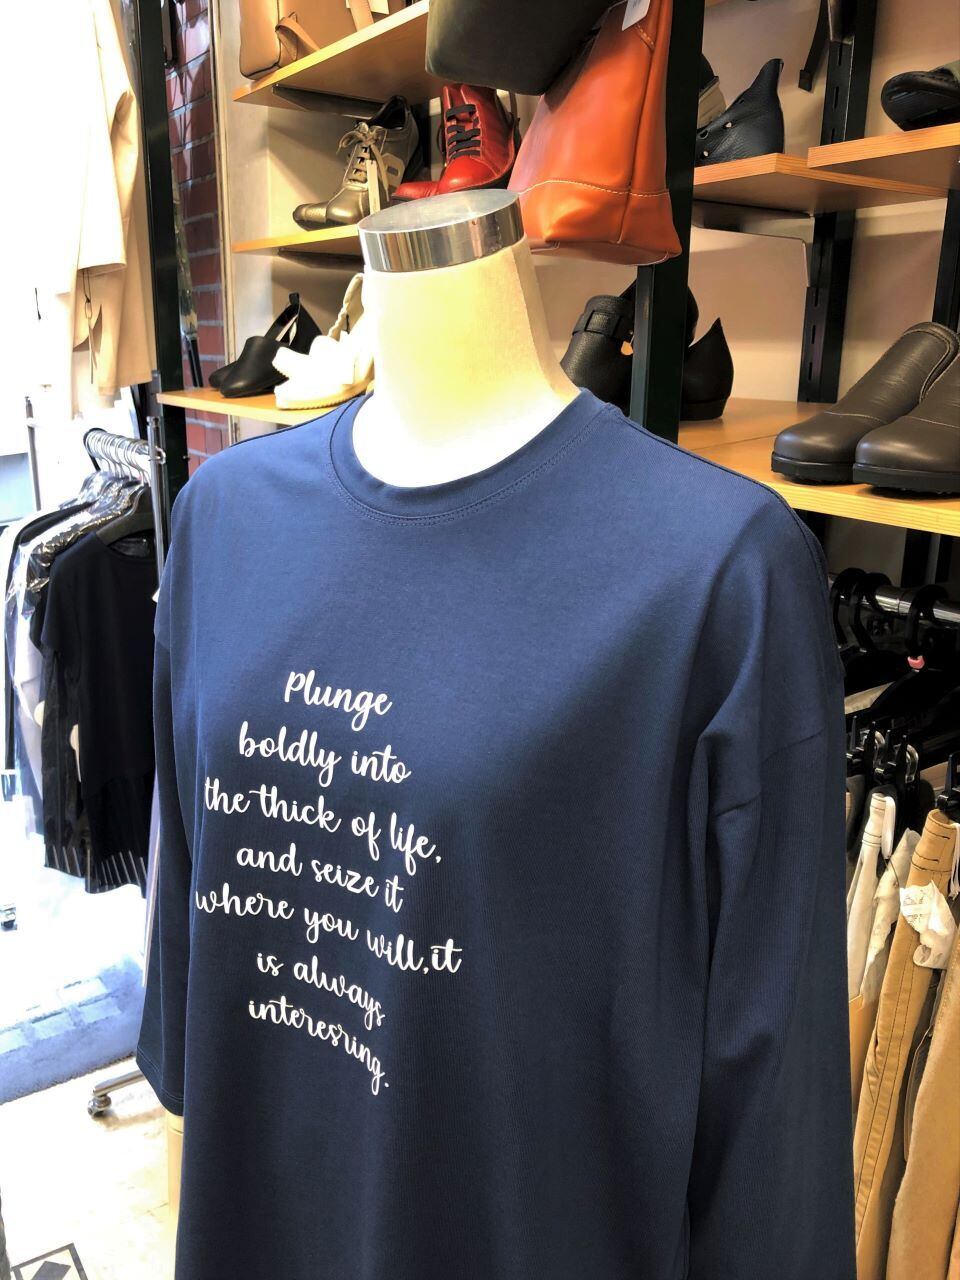 Plunge
boldly into
the thick of life,
and seize it
where you will,it
is always
interesring.